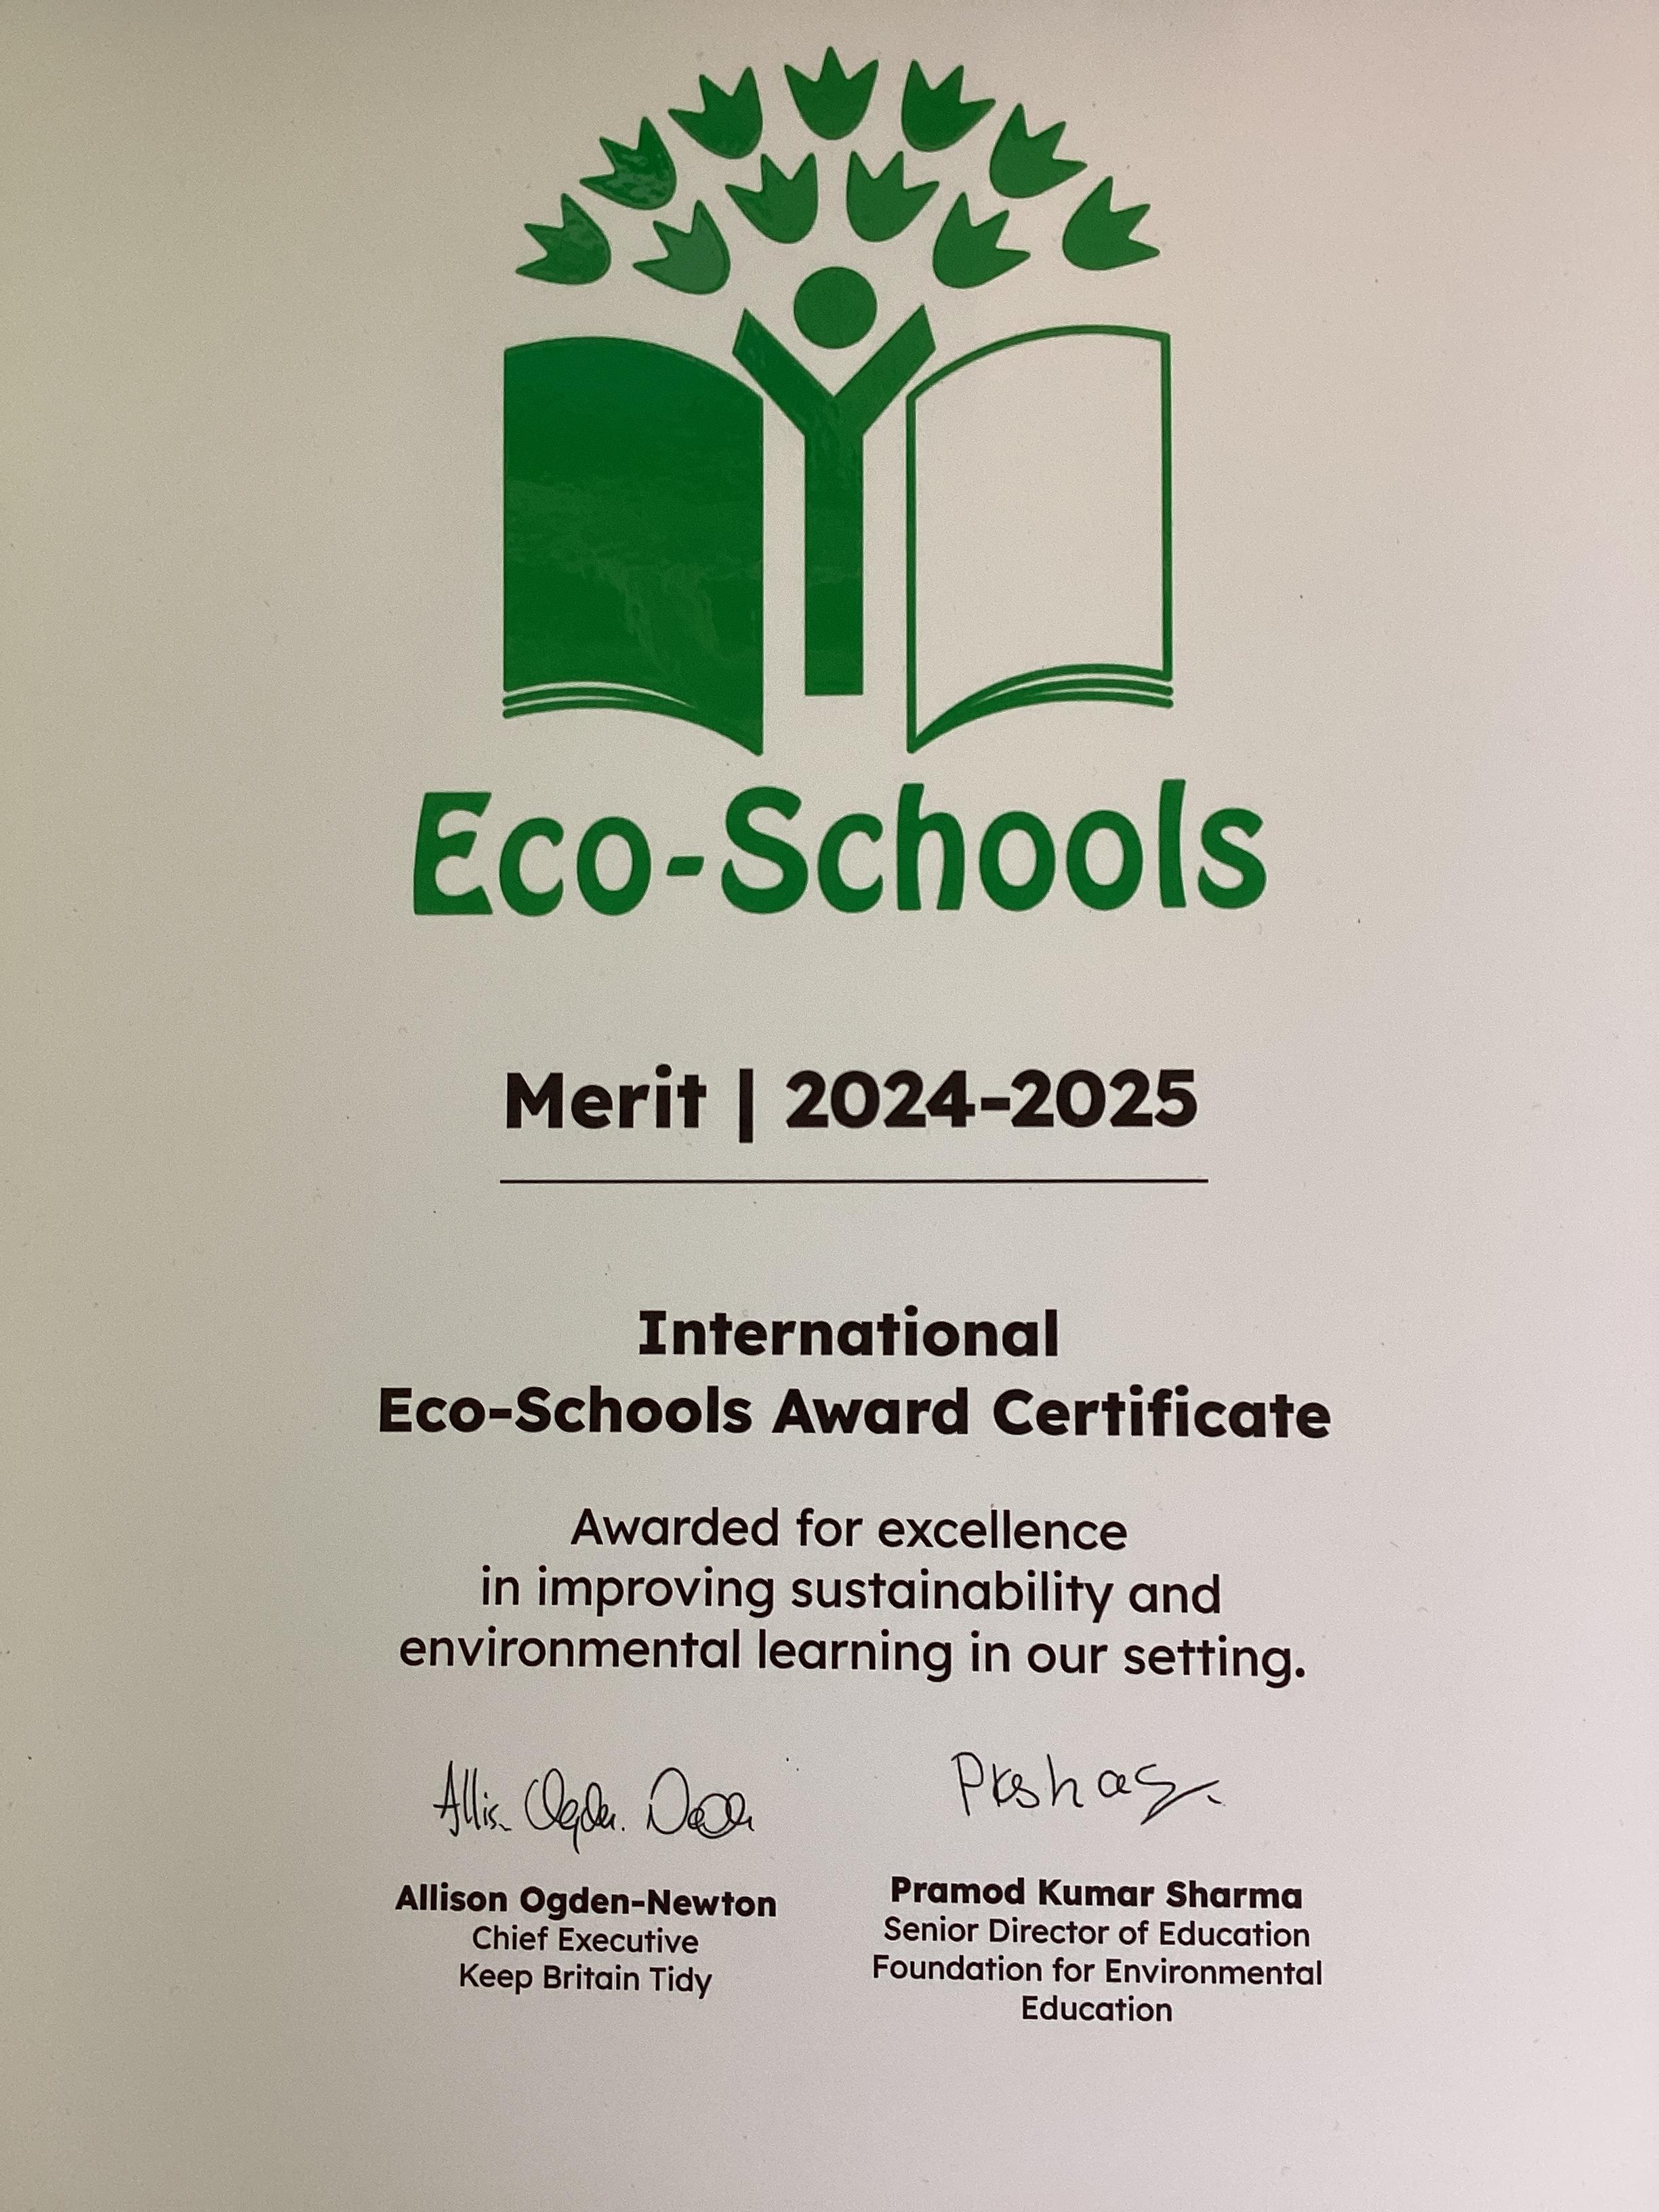 Eco-Schools
Merit | 2024-2025
International
Eco-Schools Award Certificate
Awarded for excellence
in improving sustainability and
environmental learning in our setting.
Allison Ogden-Newton
Chief Executive
Keep Britain Tidy
Pramod Kumar Sharma
Senior Director of Education
Foundation for Environmental
Education